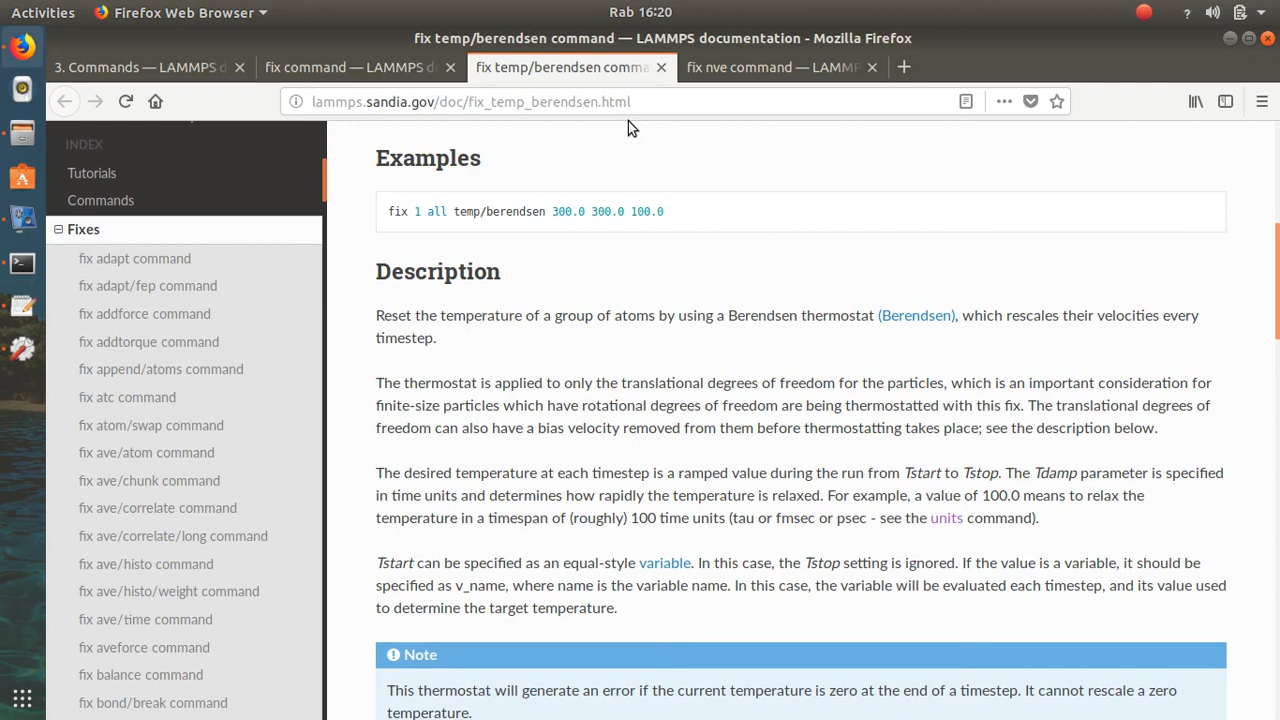 Activities
Firefox Web Browser
Rab 16:20
fix temp/berendsen command — LAMMPS documentation - Mozilla Firefox
3. Commands — LAMMPS d
fix command — LAMMPS do
fix temp/berendsen comma
fix nve command — LAMM
lammps.sandia.gov/doc/fix_temp_berendsen.html
INDEX
Tutorials
Commands
Fixes
fix adapt command
fix adapt/fep command
fix addforce command
fix addtorque command
fix append/atoms command
fix atc command
fix atom/swap command
fix ave/atom command
fix ave/chunk command
fix ave/correlate command
fix ave/correlate/long command
fix ave/histo command
fix ave/histo/weight command
fix ave/time command
fix aveforce command
fix balance command
fix bond/break command
Examples
fix 1 all temp/berendsen 300.0 300.0 100.0
Description
Reset the temperature of a group of atoms by using a Berendsen thermostat (Berendsen), which rescales their velocities every
timestep.
The thermostat is applied to only the translational degrees of freedom for the particles, which is an important consideration for
finite-size particles which have rotational degrees of freedom are being thermostatted with this fix. The translational degrees of
freedom can also have a bias velocity removed from them before thermostatting takes place; see the description below.
The desired temperature at each timestep is a ramped value during the run from Tstart to Tstop. The Tdamp parameter is specified
in time units and determines how rapidly the temperature is relaxed. For example, a value of 100.0 means to relax the
temperature in a timespan of (roughly) 100 time units (tau or fmsec or psec - see the units command).
Tstart can be specified as an equal-style variable. In this case, the Tstop setting is ignored. If the value is a variable, it should be
specified as v_name, where name is the variable name. In this case, the variable will be evaluated each timestep, and its value used
to determine the target temperature.
Note
This thermostat will generate an error if the current temperature is zero at the end of a timestep. It cannot rescale a zero
temperature.